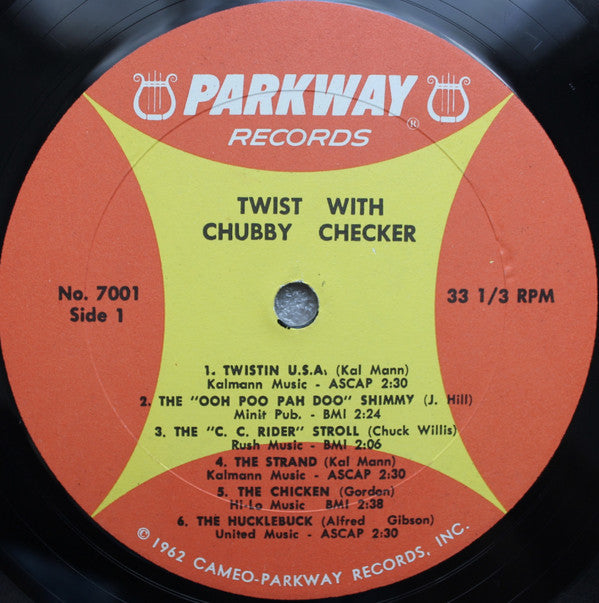 PARKWAY®
RECORDS
TWIST WITH
CHUBBY CHECKER
No. 7001
Side 1
33 1/3 RPM
1. TWISTIN U.S.A. (Kal Mann)
Kalmann Music - ASCAP 2:30
2. THE "OOH POO PAH DOO" SHIMMY (J. Hill)
Minit Pub. - BMI 2:24
3. THE "C. C. RIDER" STROLL (Chuck Willis)
Rush Music - BMI 2:06
4. THE STRAND (Kal Mann)
Kalmann Music - ASCAP 2:30
5. THE CHICKEN (Gordon)
Hi-Lo Music BMI 2:38
6. THE HUCKLEBUCK (Alfred Gibson)
United Music - ASCAP 2:30
© 1962 CAMEO-PARKWAY RECORDS, INC.